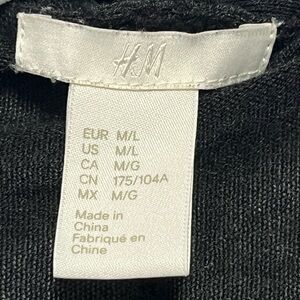 H&M
EUR M/L
US M/L
CA M/G
CN 175/104A
MX M/G
Made in
China
Fabriqué en
Chine